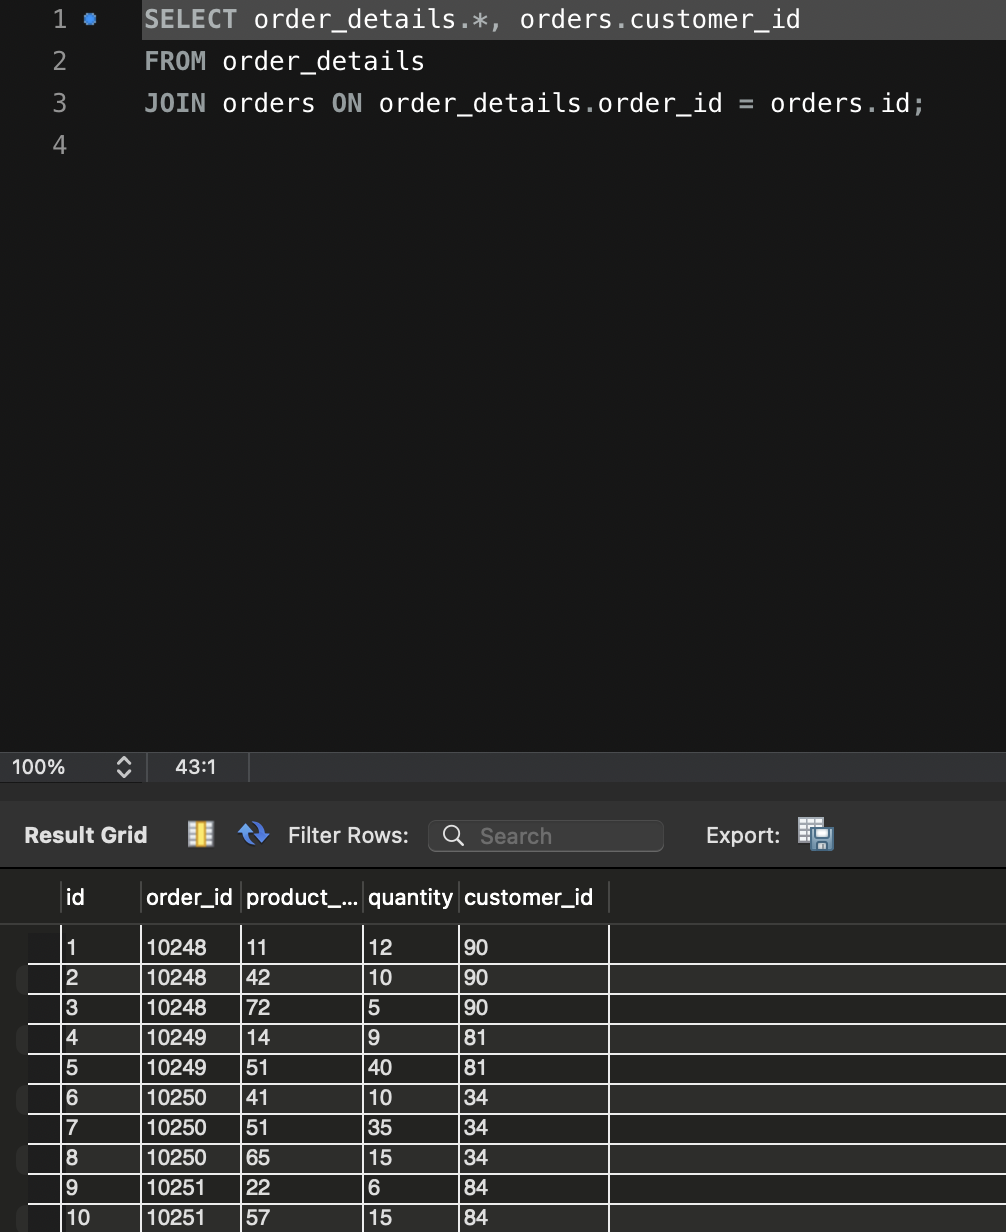 1 SELECT order_details.*, orders.customer_id
2 FROM order_details
3 JOIN orders ON order_details.order_id = orders.id;
4
100% 43:1
Result Grid Filter Rows: Search Export:
id order_id product_... quantity customer_id
1 10248 11 12 90
2 10248 42 10 90
3 10248 72 5 90
4 10249 14 9 81
5 10249 51 40 81
6 10250 41 10 34
7 10250 51 35 34
8 10250 65 15 34
9 10251 22 6 84
10 10251 57 15 84